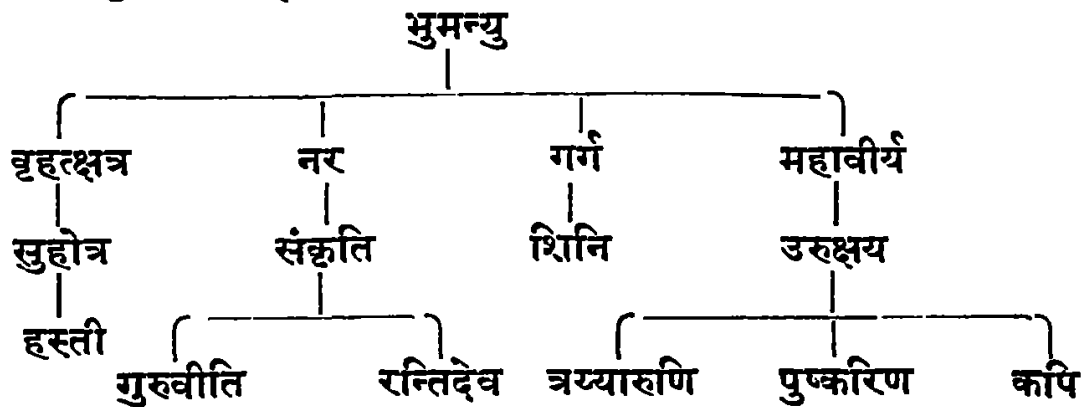 भुमन्यु
वृहत्क्षत्र नर गर्ग महावीर्य
सुहोत्र संकृति शिनि उरुक्षय
हस्ती
गुरुवीति रन्तिदेव त्रय्यारुणि पुष्करिण कपि